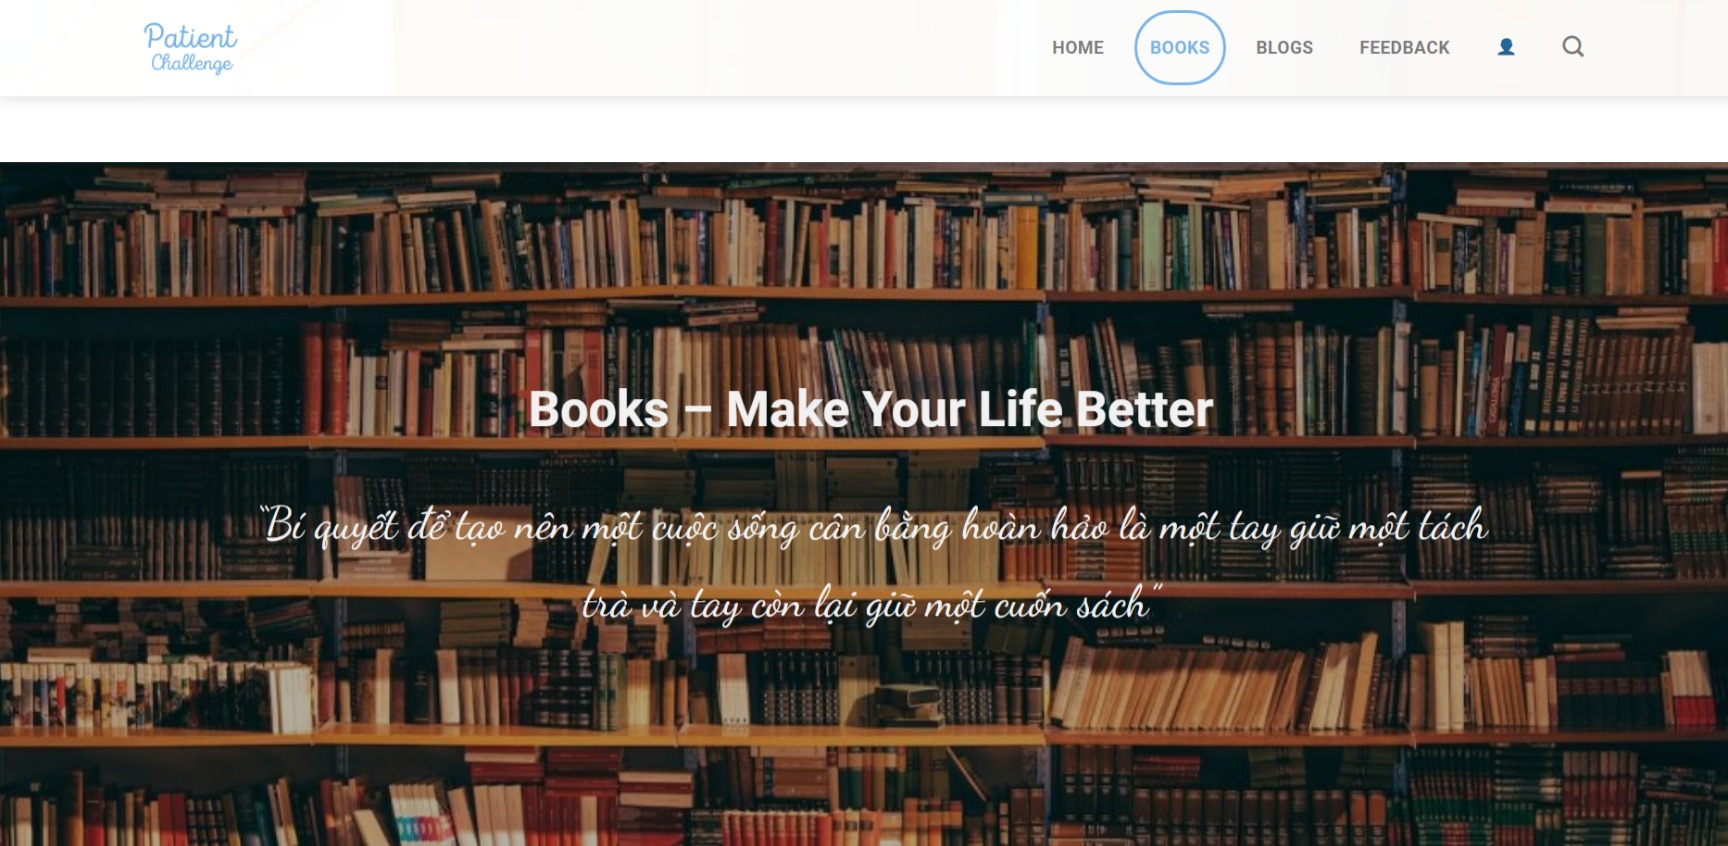 Patient
Challenge
HOME BOOKS BLOGS FEEDBACK
Books – Make Your Life Better
“Bí quyết để tạo nên một cuộc sống cân bằng hoàn hảo là một tay giữ một tách
trà và tay còn lại giữ một cuốn sách”